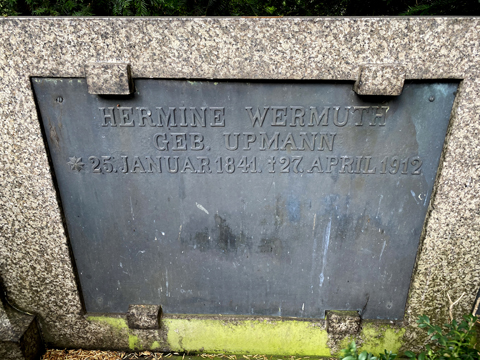 HERMINE WERMUTH
GEB. UPMANN
*25.JANUAR 1841. †27. APRIL 1912